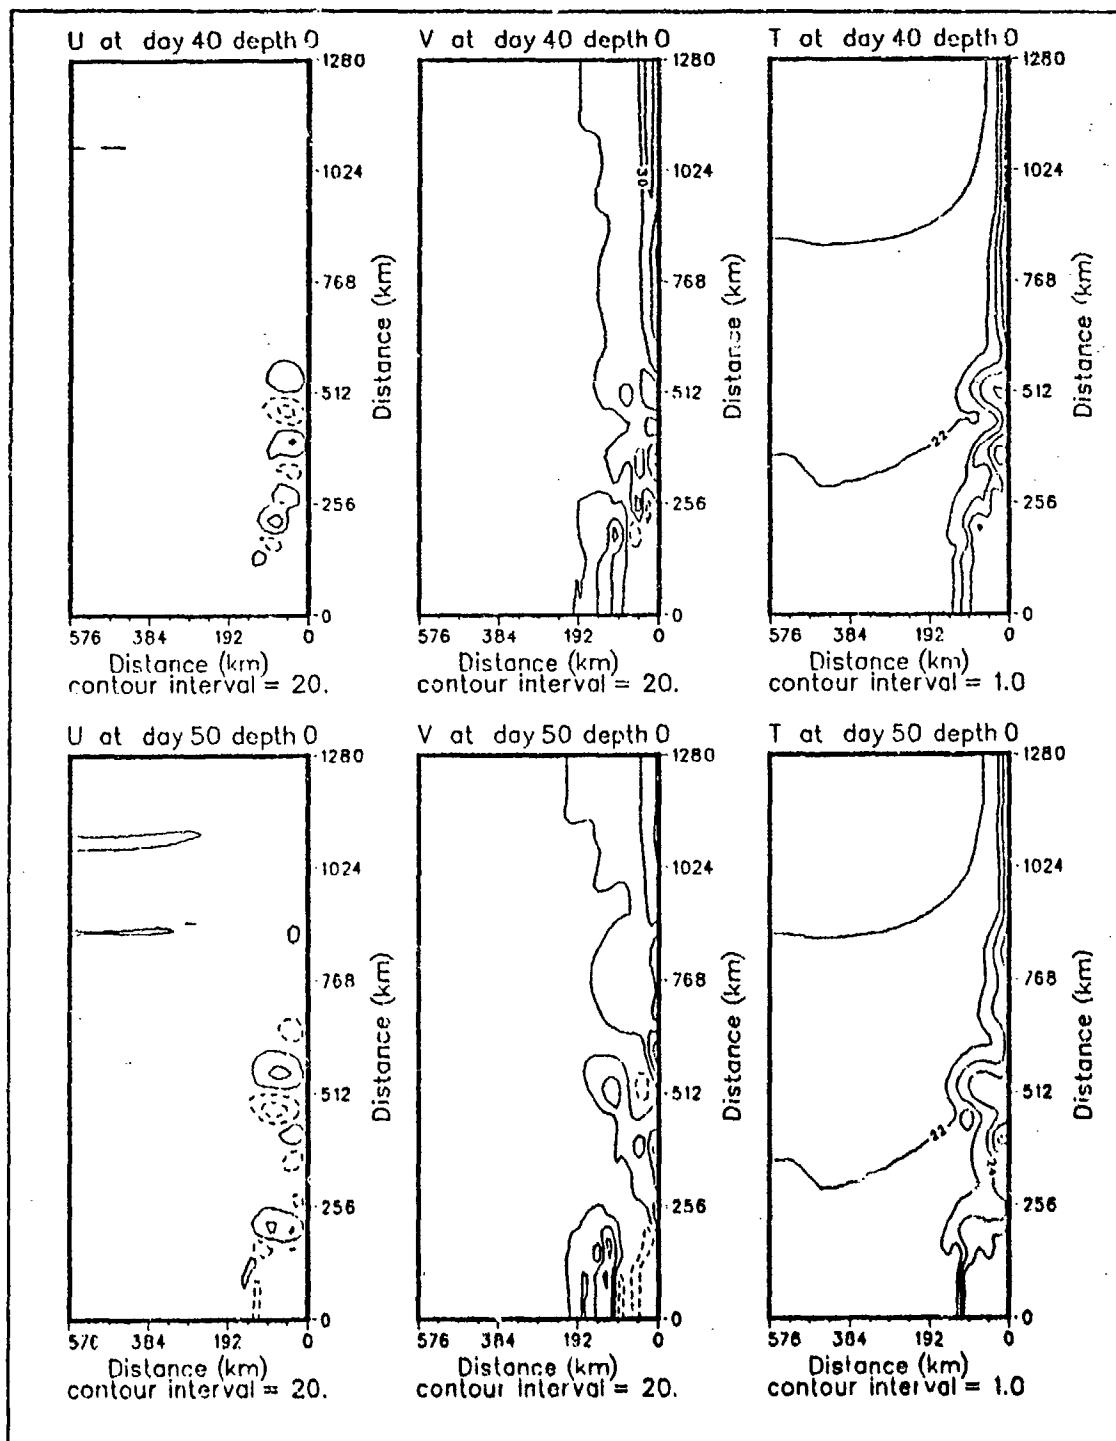 U at day 40 depth 0
1280
1024
768
512
256
0
Distance (km)
576 384 192 0
Distance (km)
contour interval = 20.
V at day 40 depth 0
1280
1024
768
512
256
0
Distance (km)
30
576 384 192 0
Distance (km)
contour interval = 20.
T at day 40 depth 0
1280
1024
768
512
256
0
Distance (km)
22
576 384 192 0
Distance (km)
contour interval = 1.0
U at day 50 depth 0
1280
1024
768
512
256
0
Distance (km)
576 384 192 0
Distance (km)
contour interval = 20.
V at day 50 depth 0
1280
1024
768
512
256
0
Distance (km)
576 384 192 0
Distance (km)
contour interval = 20.
T at day 50 depth 0
1280
1024
768
512
256
0
Distance (km)
22
24
576 384 192 0
Distance (km)
contour interval = 1.0